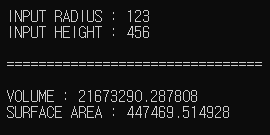 INPUT RADIUS : 123
INPUT HEIGHT : 456
================================
VOLUME : 21673290.287808
SURFACE AREA : 447469.514928